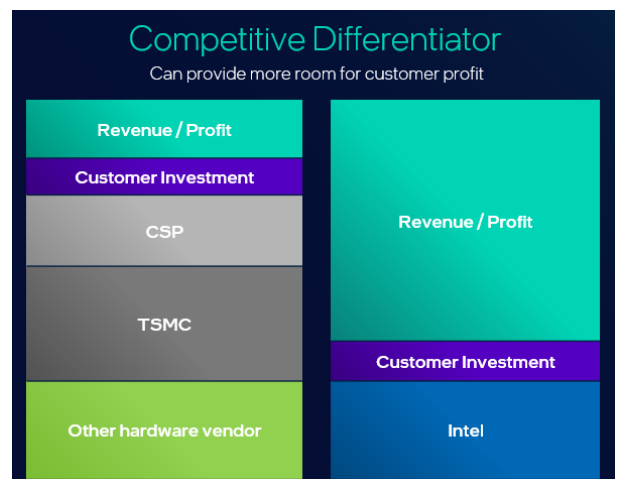 Competitive Differentiator
Can provide more room for customer profit
Revenue / Profit
Customer Investment
CSP
TSMC
Other hardware vendor
Revenue / Profit
Customer Investment
Intel